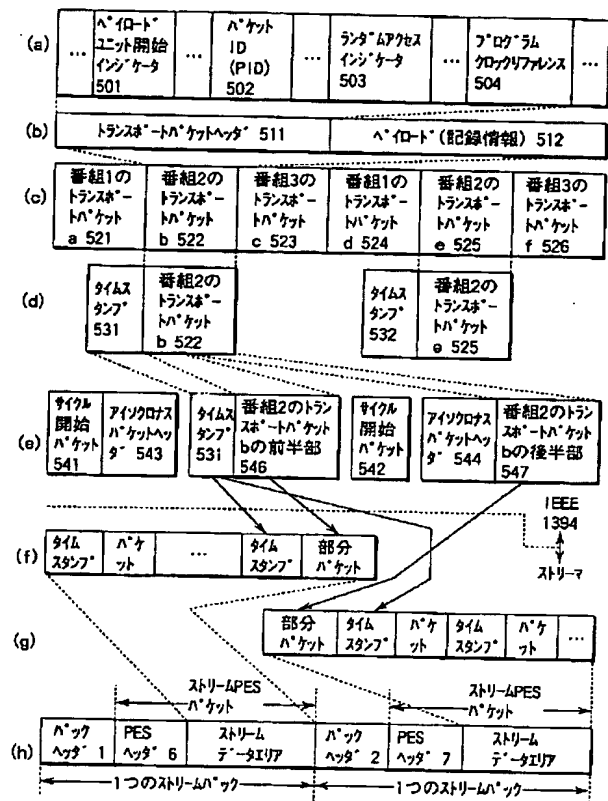 (a)
…
ペイロード
ユニット開始
インジケータ
501
…
パケット
ID
(PID)
502
…
ランダムアクセス
インジケータ
503
…
プログラム
クロックリファレンス
504
…
(b)
トランスポートパケットヘッダ 511
ペイロード(記録情報) 512
(c)
番組1の
トランスポー
トパケット
a 521
番組2の
トランスポー
トパケット
b 522
番組3の
トランスポー
トパケット
c 523
番組1の
トランスポー
トパケット
d 524
番組2の
トランスポー
トパケット
e 525
番組3の
トランスポー
トパケット
f 526
(d)
タイムス
タンプ
531
番組2の
トランスポー
トパケット
b 522
タイムス
タンプ
532
番組2の
トランスポー
トパケット
e 525
(e)
サイクル
開始
パケット
541
アイソクロナス
パケットヘッ
ダ 543
タイムス
タンプ
531
番組2のトラン
スポートパケット
bの前半部
546
サイクル
開始
パケット
542
アイソクロナス
パケットヘッ
ダ 544
番組2のトラン
スポートパケット
bの後半部
547
IEEE
1394
ストリーマ
(f)
タイム
スタンプ
パケ
ット
…
タイム
スタンプ
部分
パケット
(g)
部分
パケット
タイム
スタンプ
パケ
ット
タイム
スタンプ
パケ
ット
…
ストリームPES
パケット
ストリームPES
パケット
(h)
パック
ヘッダ 1
PES
ヘッダ 6
ストリーム
データエリア
パック
ヘッダ 2
PES
ヘッダ 7
ストリーム
データエリア
1つのストリームパック
1つのストリームパック